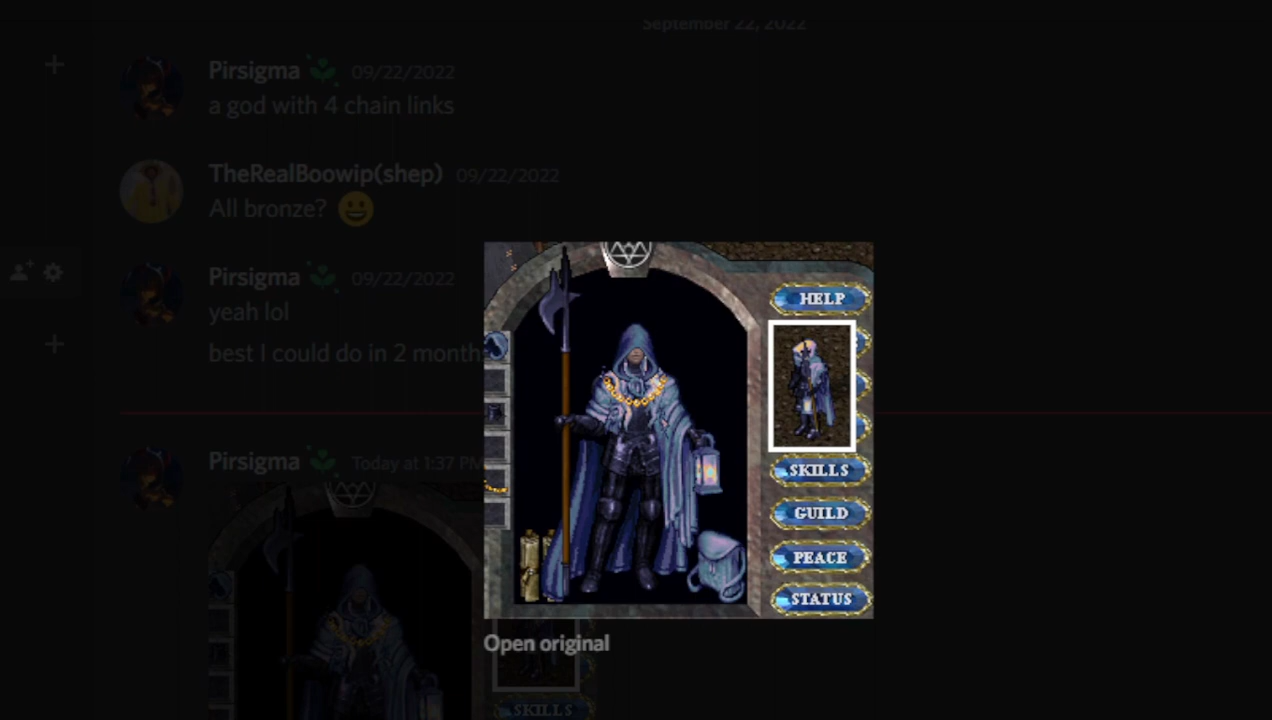 September 22, 2022
Pirsigma 09/22/2022
a god with 4 chain links
TheRealBoowip(shep) 09/22/2022
All bronze? 😀
Pirsigma 09/22/2022
yeah lol
best I could do in 2 month
Pirsigma Today at 1:37 PM
HELP
SKILLS
GUILD
PEACE
STATUS
Open original
SKILLS